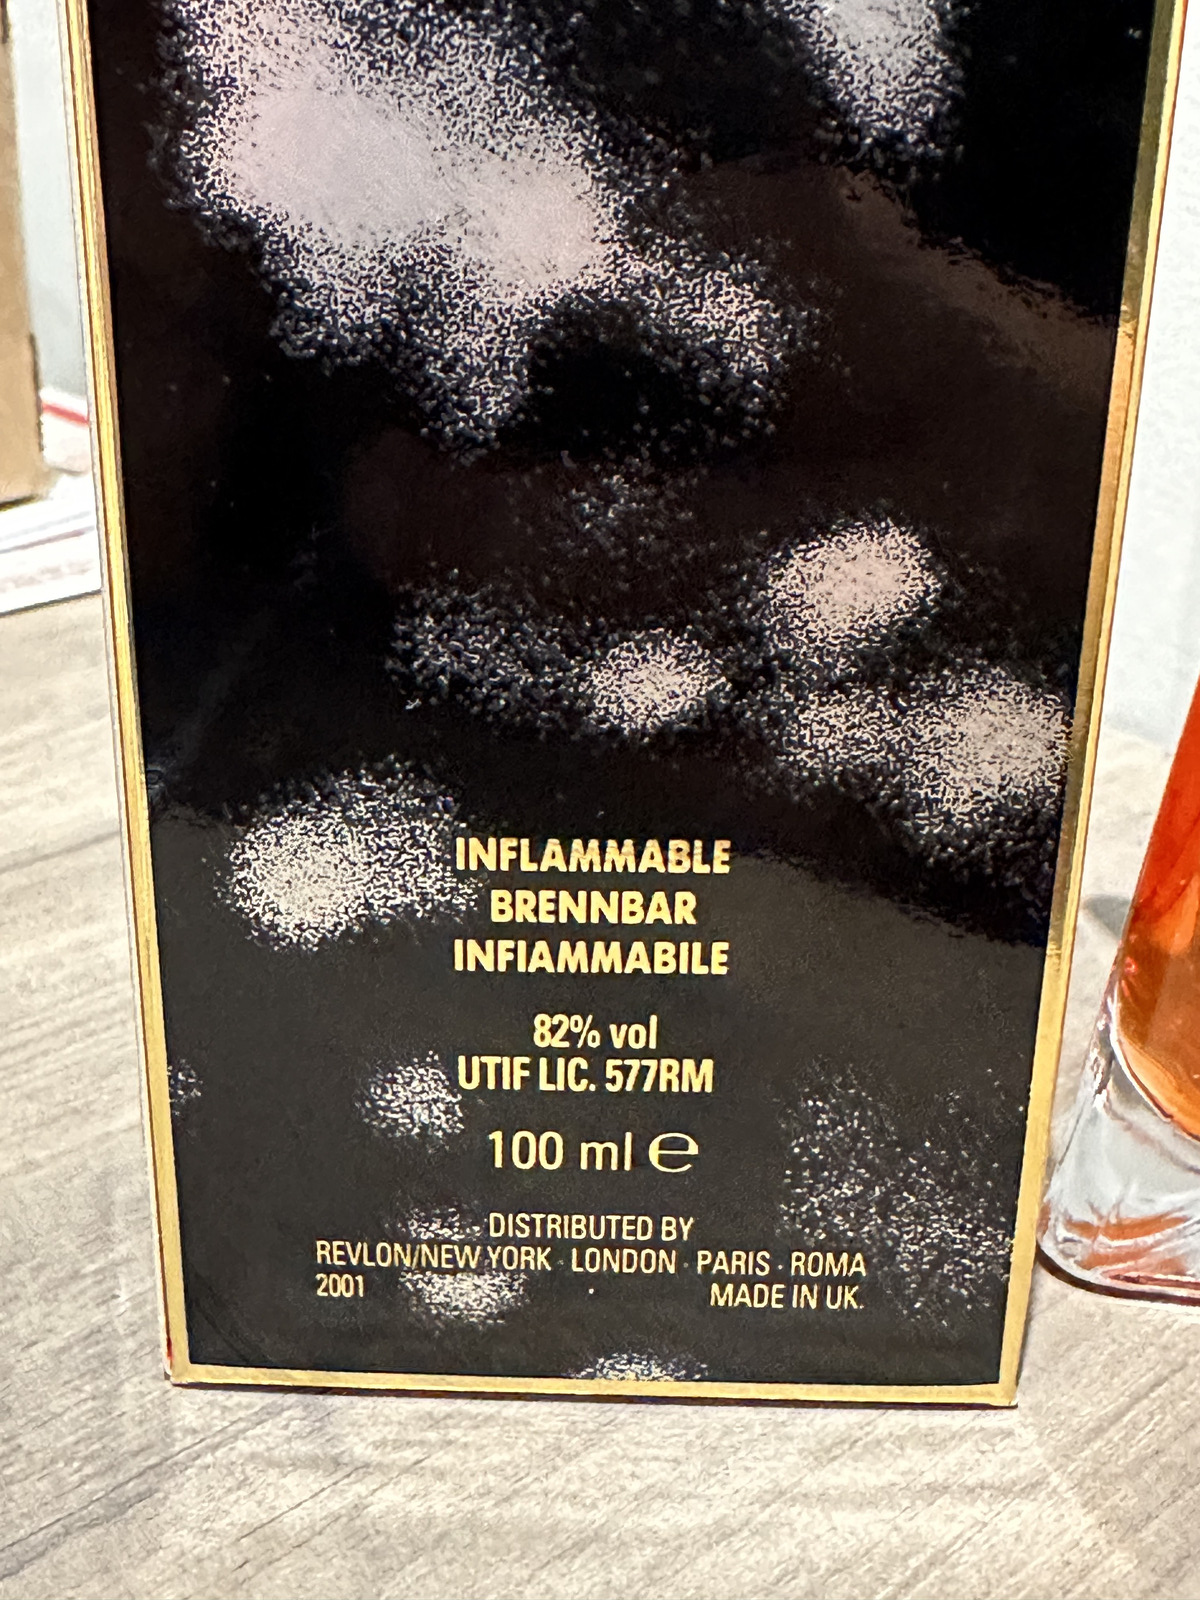 INFLAMMABLE
BRENNBAR
INFIAMMABILE
82% vol
UTIF LIC. 577RM
100 ml ℮
DISTRIBUTED BY
REVLON/NEW YORK · LONDON · PARIS · ROMA
2001 MADE IN UK.